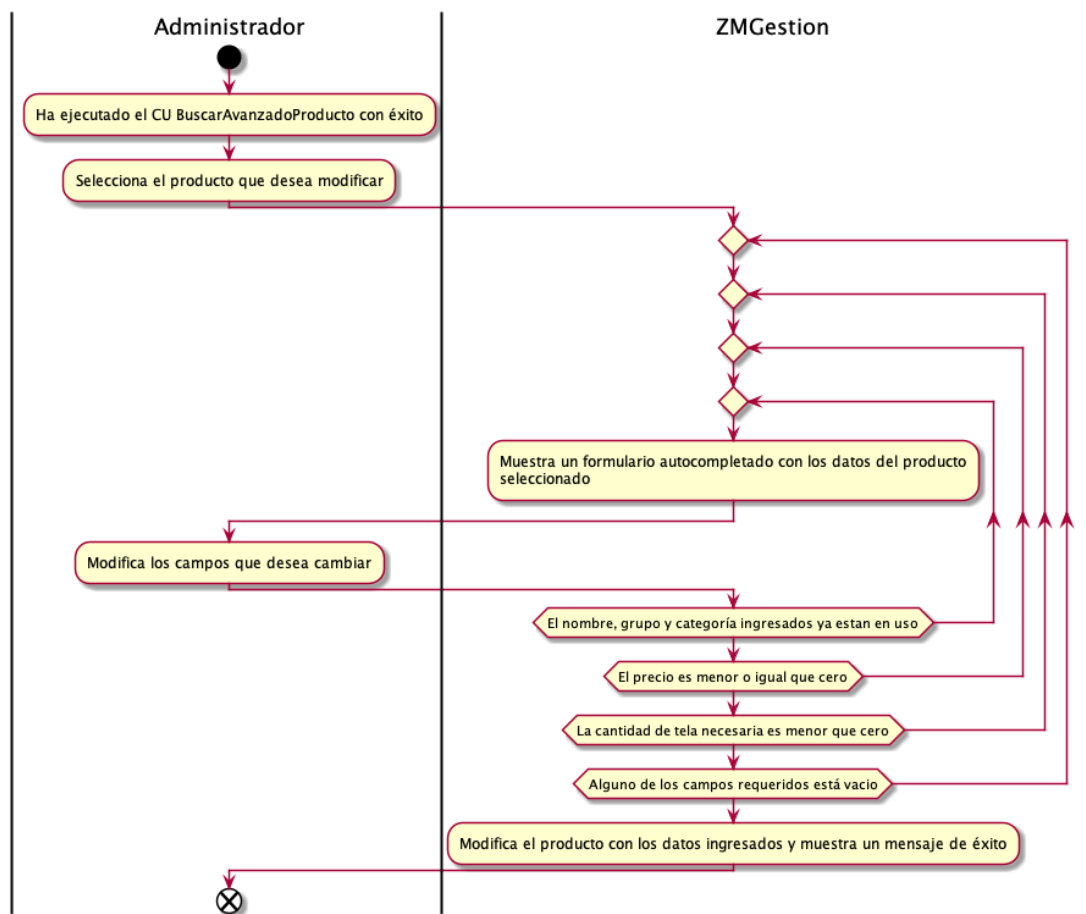 Administrador
ZMGestion
Ha ejecutado el CU BuscarAvanzadoProducto con éxito
Selecciona el producto que desea modificar
Muestra un formulario autocompletado con los datos del producto
seleccionado
Modifica los campos que desea cambiar
El nombre, grupo y categoría ingresados ya estan en uso
El precio es menor o igual que cero
La cantidad de tela necesaria es menor que cero
Alguno de los campos requeridos está vacio
Modifica el producto con los datos ingresados y muestra un mensaje de éxito